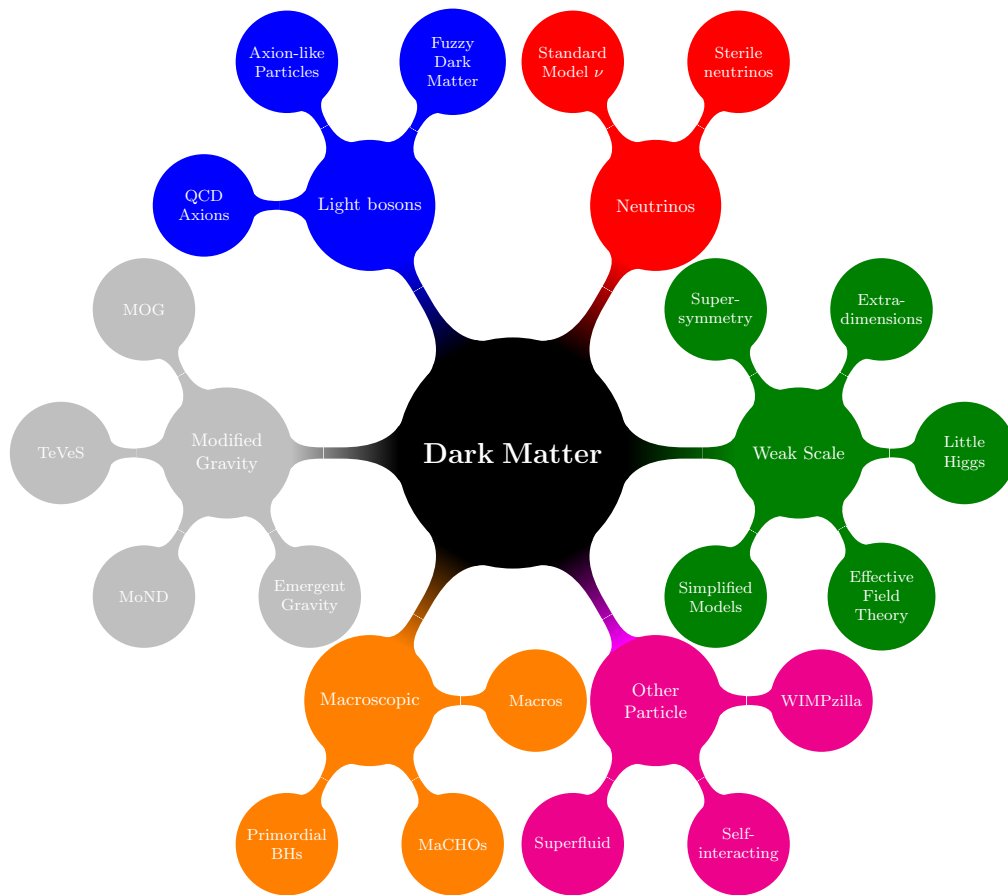 Axion-like
Particles
Fuzzy
Dark
Matter
Standard
Model ν
Sterile
neutrinos
QCD
Axions
Light bosons
Neutrinos
MOG
Super-
symmetry
Extra-
dimensions
TeVeS
Modified
Gravity
Dark Matter
Weak Scale
Little
Higgs
MoND
Emergent
Gravity
Simplified
Models
Effective
Field
Theory
Macroscopic
Macros
Other
Particle
WIMPzilla
Primordial
BHs
MaCHOs
Superfluid
Self-
interacting